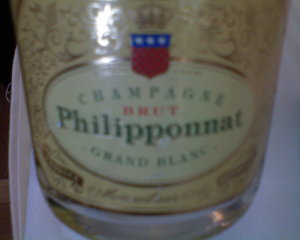 CHAMPAGNE
BRUT
Philipponnat
GRAND BLANC